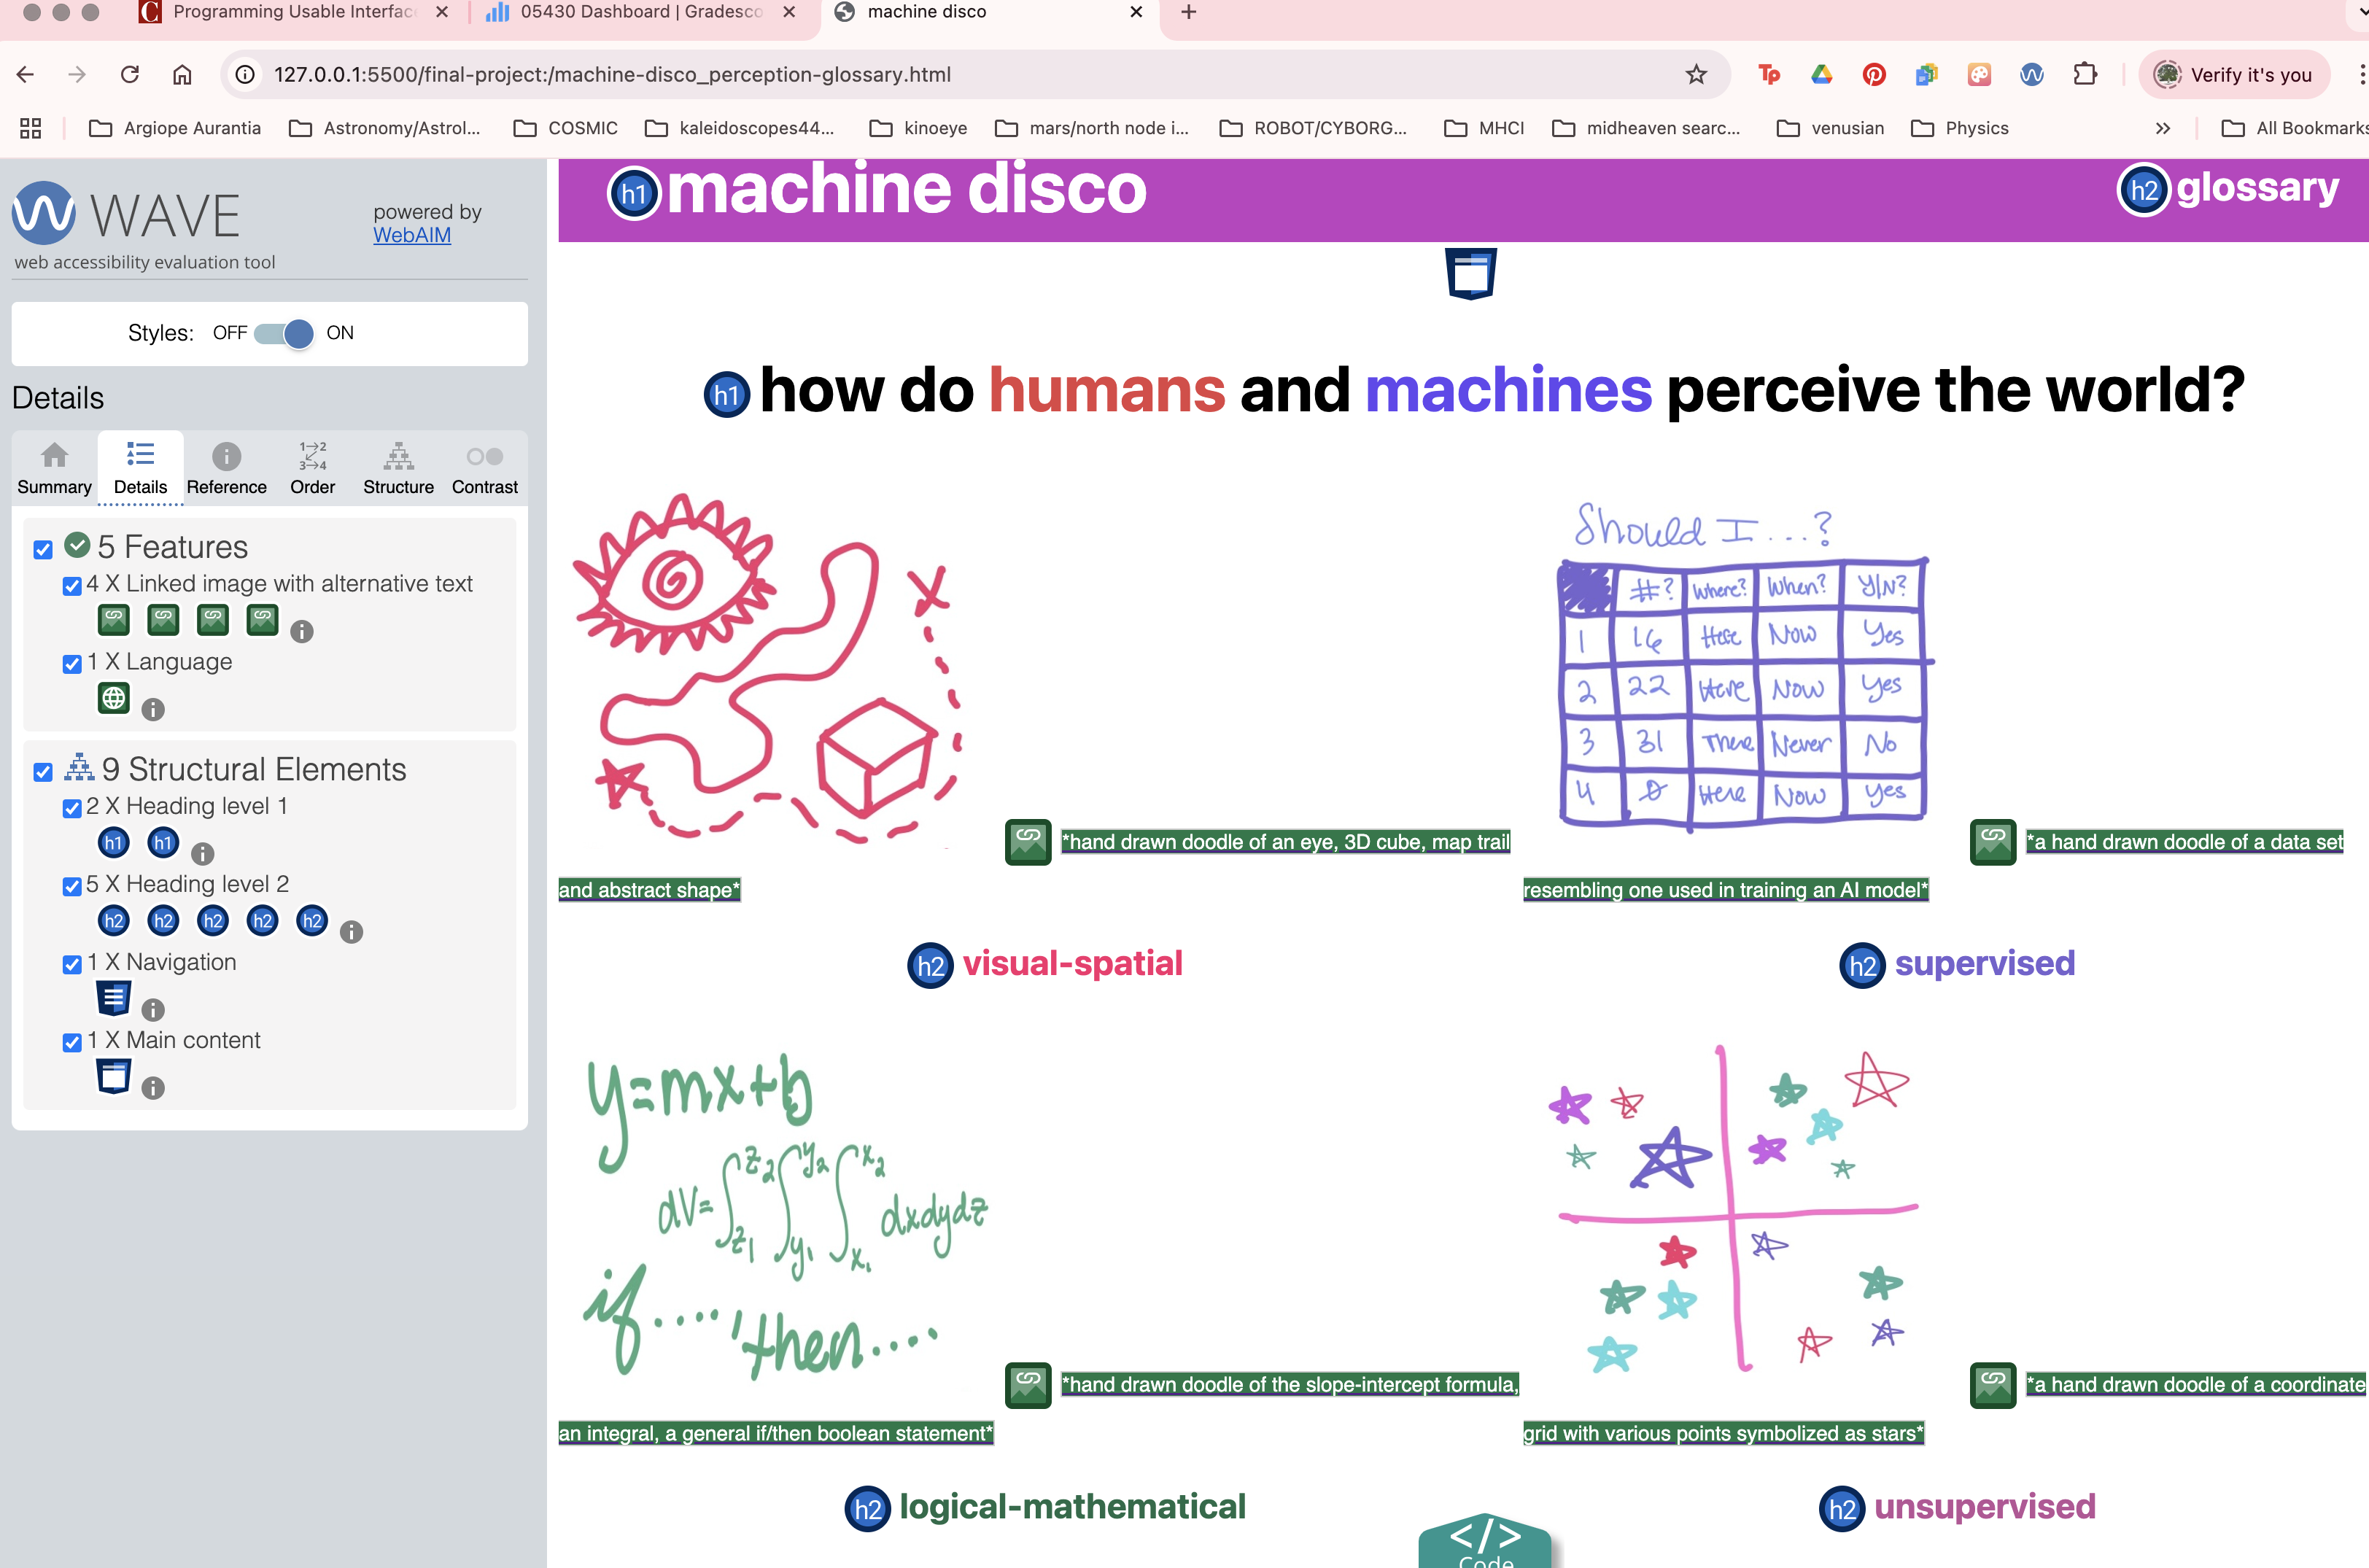 Programming Usable Interfac
05430 Dashboard | Gradesco
machine disco
127.0.0.1:5500/final-project:/machine-disco_perception-glossary.html
Verify it's you
Argiope Aurantia
Astronomy/Astrol...
COSMIC
kaleidoscopes44...
kinoeye
mars/north node i...
ROBOT/CYBORG...
MHCI
midheaven searc...
venusian
Physics
All Bookmarks
WAVE
powered by
WebAIM
web accessibility evaluation tool
Styles: OFF ON
Details
Summary
Details
Reference
Order
Structure
Contrast
5 Features
4 X Linked image with alternative text
1 X Language
9 Structural Elements
2 X Heading level 1
h1 h1
5 X Heading level 2
h2 h2 h2 h2 h2
1 X Navigation
1 X Main content
h1 machine disco
h2 glossary
h1 how do humans and machines perceive the world?
*hand drawn doodle of an eye, 3D cube, map trail
and abstract shape*
Should I...?
#? Where? When? Y/N?
1 16 Here Now Yes
2 22 Here Now Yes
3 31 There Never No
4 0 Here Now Yes
*a hand drawn doodle of a data set
resembling one used in training an AI model*
h2 visual-spatial
h2 supervised
y=mx+b
dV=∫z1 z2 ∫y1 y2 ∫x1 x2 dxdydz
if....,then....
*hand drawn doodle of the slope-intercept formula,
an integral, a general if/then boolean statement*
*a hand drawn doodle of a coordinate
grid with various points symbolized as stars*
h2 logical-mathematical
h2 unsupervised
</> Code